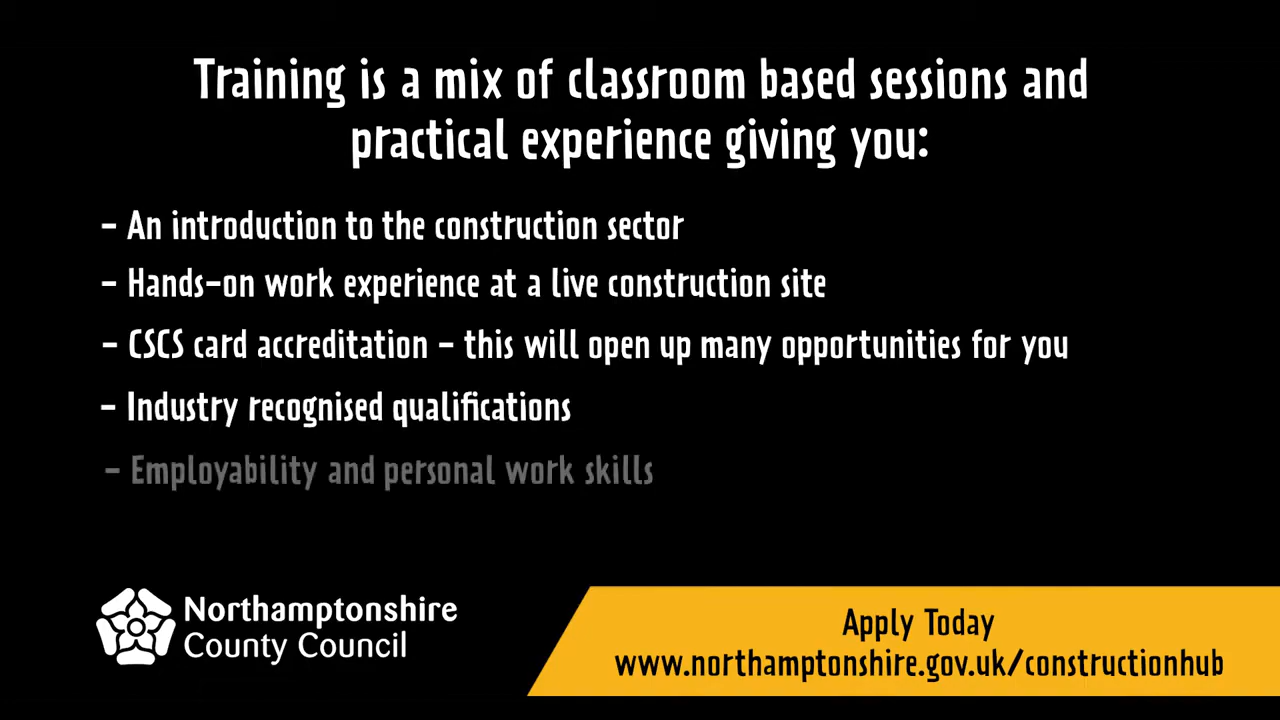 Training is a mix of classroom based sessions and
practical experience giving you:
- An introduction to the construction sector
- Hands-on work experience at a live construction site
- CSCS card accreditation - this will open up many opportunities for you
- Industry recognised qualifications
- Employability and personal work skills
Northamptonshire
County Council
Apply Today
www.northamptonshire.gov.uk/constructionhub